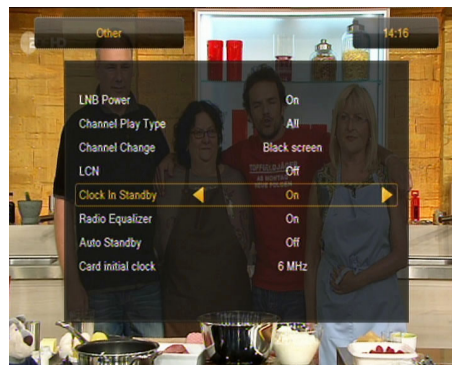 Other 14:16
LNB Power On
Channel Play Type All
Channel Change Black screen
LCN Off
Clock In Standby On
Radio Equalizer On
Auto Standby Off
Card initial clock 6 MHz